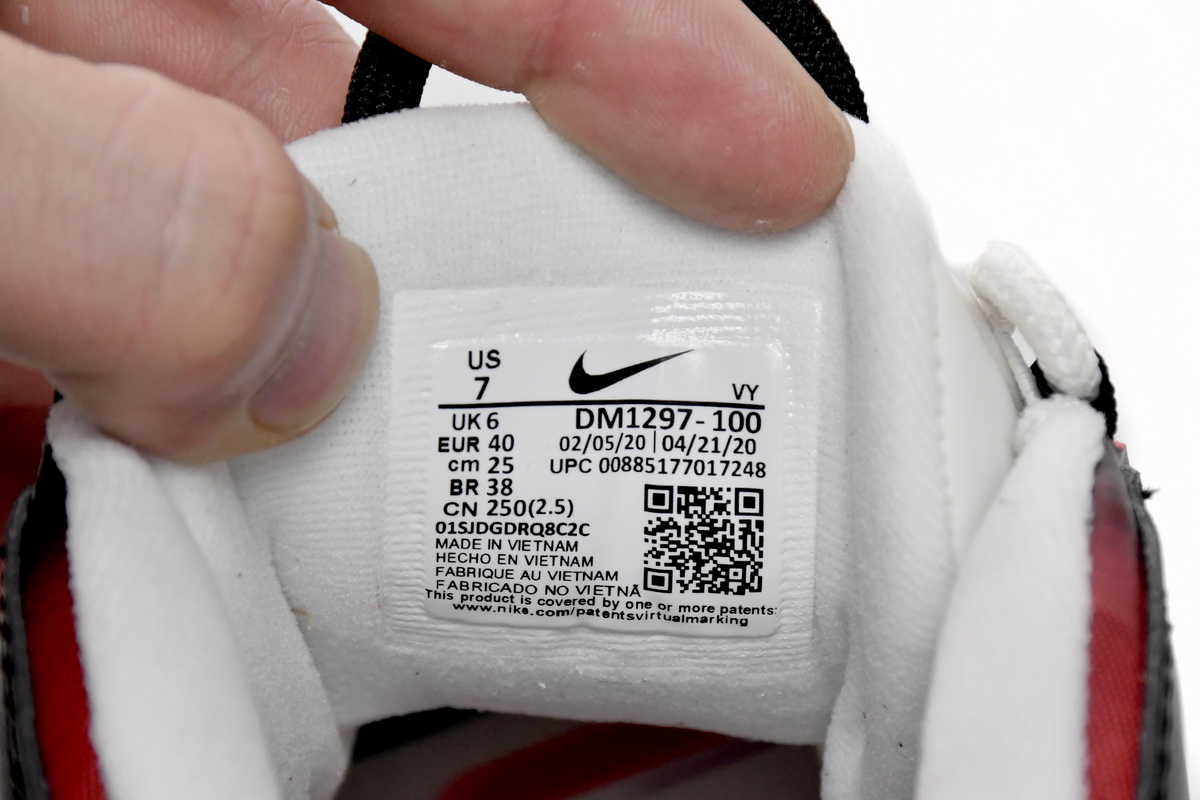 US
7
VY
UK 6
DM1297-100
EUR 40
02/05/20 | 04/21/20
cm 25
UPC 00885177017248
BR 38
CN 250(2.5)
01SJDGDRQ8C2C
MADE IN VIETNAM
HECHO EN VIETNAM
FABRIQUE AU VIETNAM
FABRICADO NO VIETNÃ
This product is covered by one or more patents:
www.nike.com/patentsvirtualmarking